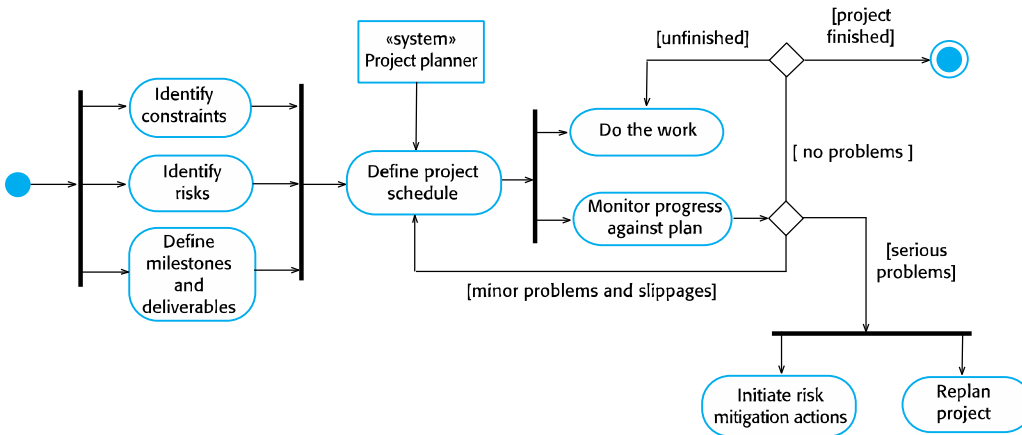 [project
finished]
[unfinished]
«system»
Project planner
Identify
constraints
Do the work
[ no problems ]
Identify
risks
Define project
schedule
Monitor progress
against plan
Define
milestones
and
deliverables
[serious
problems]
[minor problems and slippages]
Initiate risk
mitigation actions
Replan
project